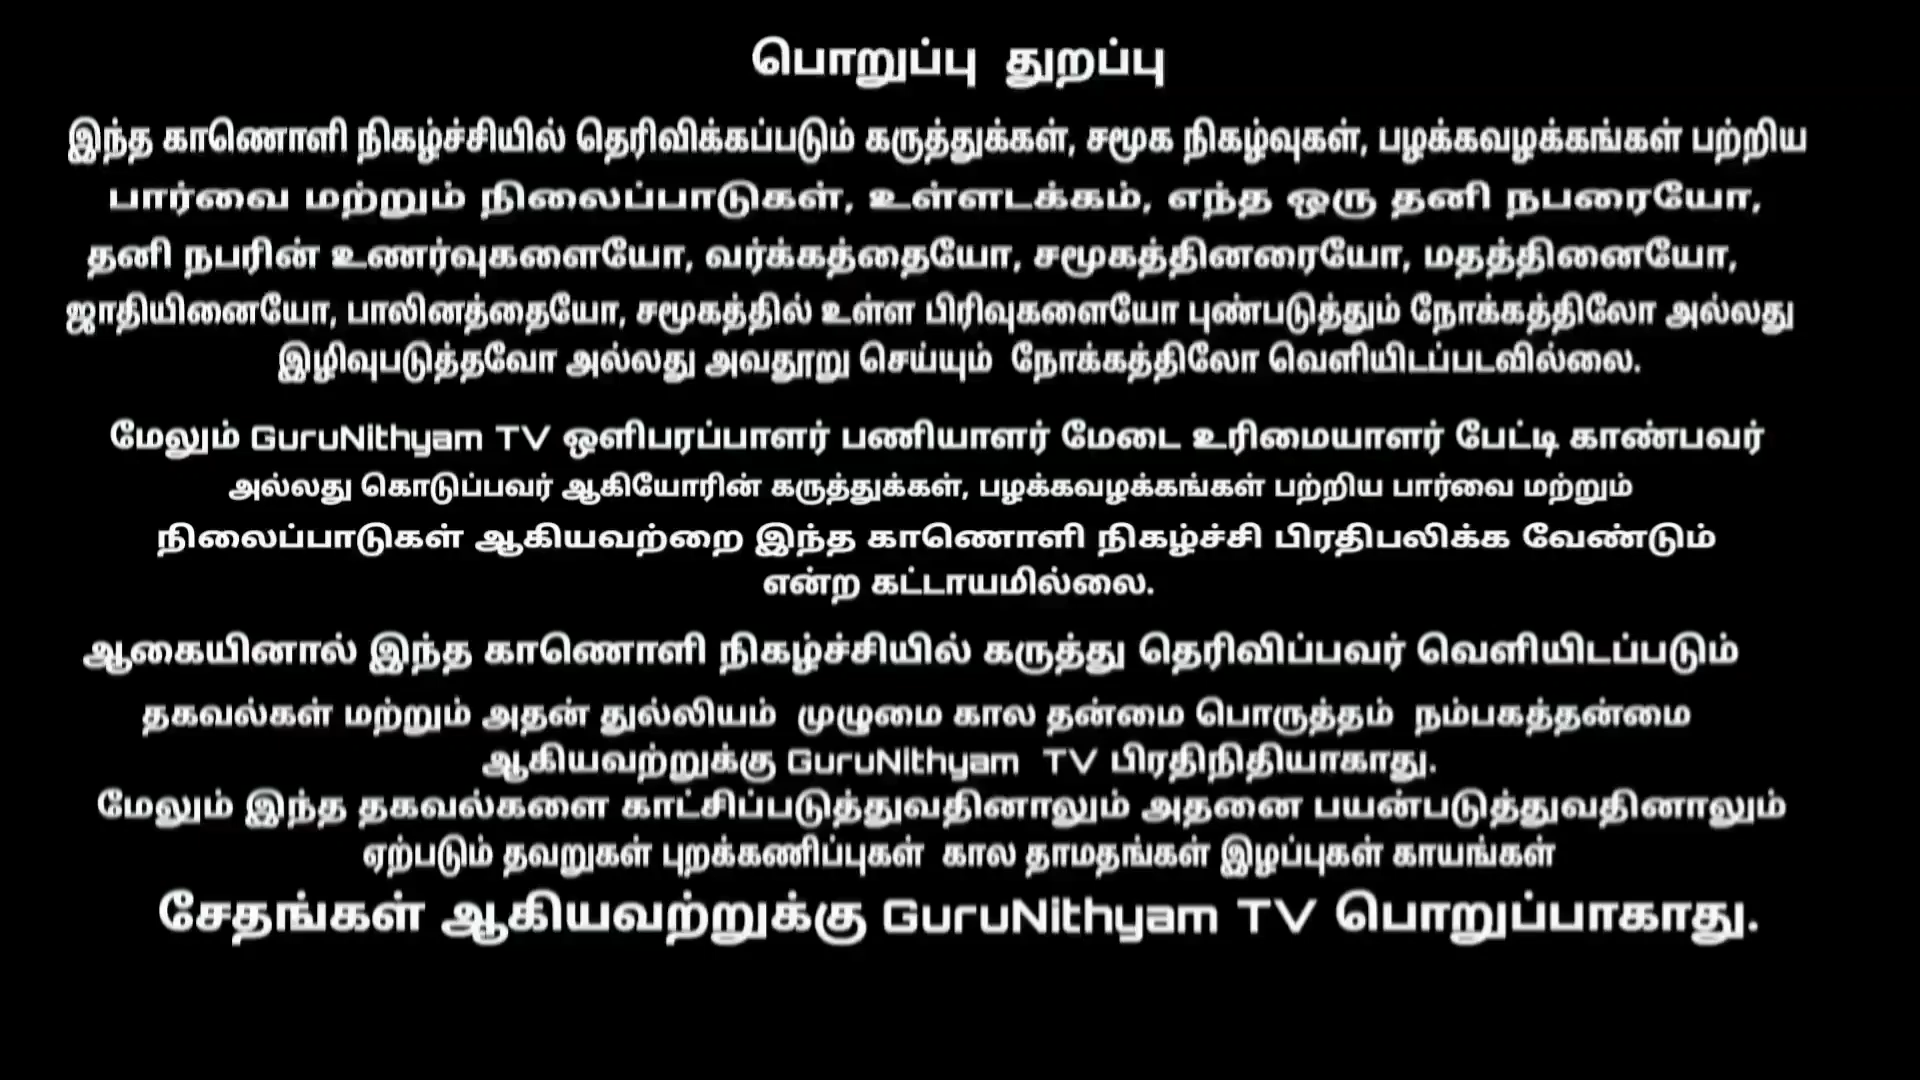 பொறுப்பு துறப்பு
இந்த காணொளி நிகழ்ச்சியில் தெரிவிக்கப்படும் கருத்துக்கள், சமூக நிகழ்வுகள், பழக்கவழக்கங்கள் பற்றிய
பார்வை மற்றும் நிலைப்பாடுகள், உள்ளடக்கம், எந்த ஒரு தனி நபரையோ,
தனி நபரின் உணர்வுகளையோ, வர்க்கத்தையோ, சமூகத்தினரையோ, மதத்தினையோ,
ஜாதியினையோ, பாலினத்தையோ, சமூகத்தில் உள்ள பிரிவுகளையோ புண்படுத்தும் நோக்கத்திலோ அல்லது
இழிவுபடுத்தவோ அல்லது அவதூறு செய்யும் நோக்கத்திலோ வெளியிடப்படவில்லை.
மேலும் GuruNithyam TV ஒளிபரப்பாளர் பணியாளர் மேடை உரிமையாளர் பேட்டி காண்பவர்
அல்லது கொடுப்பவர் ஆகியோரின் கருத்துக்கள், பழக்கவழக்கங்கள் பற்றிய பார்வை மற்றும்
நிலைப்பாடுகள் ஆகியவற்றை இந்த காணொளி நிகழ்ச்சி பிரதிபலிக்க வேண்டும்
என்ற கட்டாயமில்லை.
ஆகையினால் இந்த காணொளி நிகழ்ச்சியில் கருத்து தெரிவிப்பவர் வெளியிடப்படும்
தகவல்கள் மற்றும் அதன் துல்லியம் முழுமை கால தன்மை பொருத்தம் நம்பகத்தன்மை
ஆகியவற்றுக்கு GuruNithyam TV பிரதிநிதியாகாது.
மேலும் இந்த தகவல்களை காட்சிப்படுத்துவதினாலும் அதனை பயன்படுத்துவதினாலும்
ஏற்படும் தவறுகள் புறக்கணிப்புகள் கால தாமதங்கள் இழப்புகள் காயங்கள்
சேதங்கள் ஆகியவற்றுக்கு GuruNithyam TV பொறுப்பாகாது.